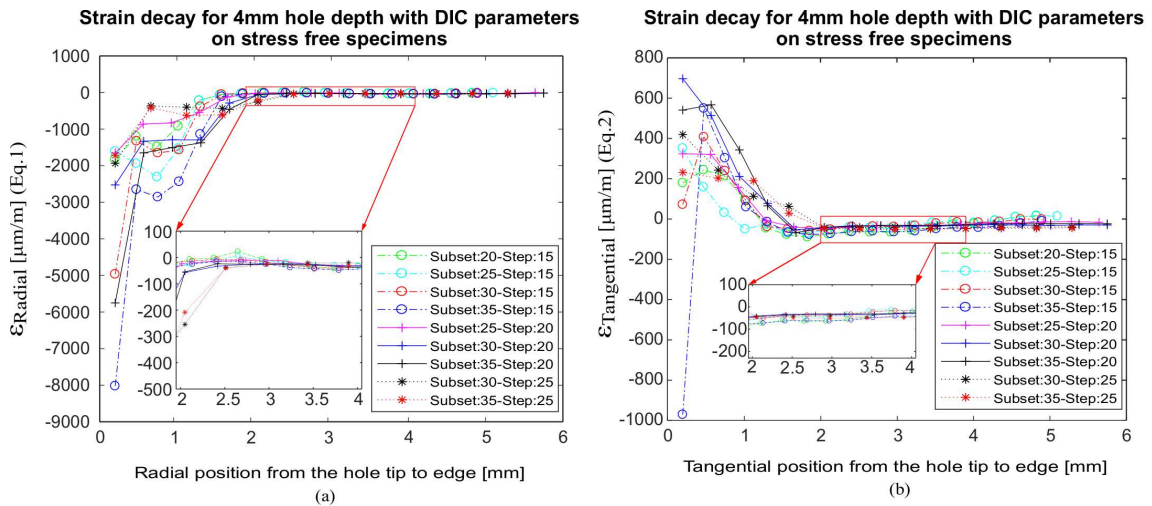 Strain decay for 4mm hole depth with DIC parameters
on stress free specimens
1000
0
-1000
-2000
-3000
-4000
-5000
-6000
-7000
-8000
-9000
εRadial [μm/m] (Eq.1)
100
0
-100
-200
-300
-400
-500
2 2.5 3 3.5 4
Subset:20-Step:15
Subset:25-Step:15
Subset:30-Step:15
Subset:35-Step:15
Subset:25-Step:20
Subset:30-Step:20
Subset:35-Step:20
Subset:30-Step:25
Subset:35-Step:25
0 1 2 3 4 5 6
Radial position from the hole tip to edge [mm]
(a)
Strain decay for 4mm hole depth with DIC parameters
on stress free specimens
800
600
400
200
0
-200
-400
-600
-800
-1000
εTangential [μm/m] (Eq.2)
100
0
-100
-200
2 2.5 3 3.5 4
Subset:20-Step:15
Subset:25-Step:15
Subset:30-Step:15
Subset:35-Step:15
Subset:25-Step:20
Subset:30-Step:20
Subset:35-Step:20
Subset:30-Step:25
Subset:35-Step:25
0 1 2 3 4 5 6
Tangential position from the hole tip to edge [mm]
(b)